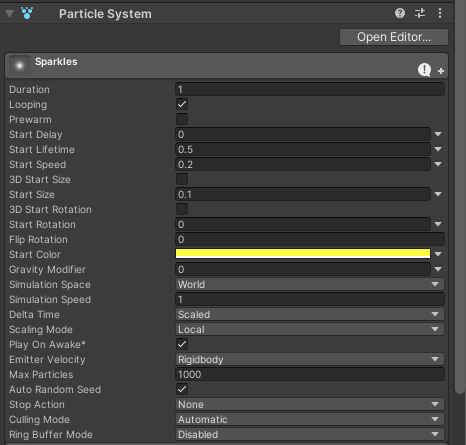 Particle System
Open Editor...
Sparkles
Duration 1
Looping
Prewarm
Start Delay 0
Start Lifetime 0.5
Start Speed 0.2
3D Start Size
Start Size 0.1
3D Start Rotation
Start Rotation 0
Flip Rotation 0
Start Color
Gravity Modifier 0
Simulation Space World
Simulation Speed 1
Delta Time Scaled
Scaling Mode Local
Play On Awake*
Emitter Velocity Rigidbody
Max Particles 1000
Auto Random Seed
Stop Action None
Culling Mode Automatic
Ring Buffer Mode Disabled